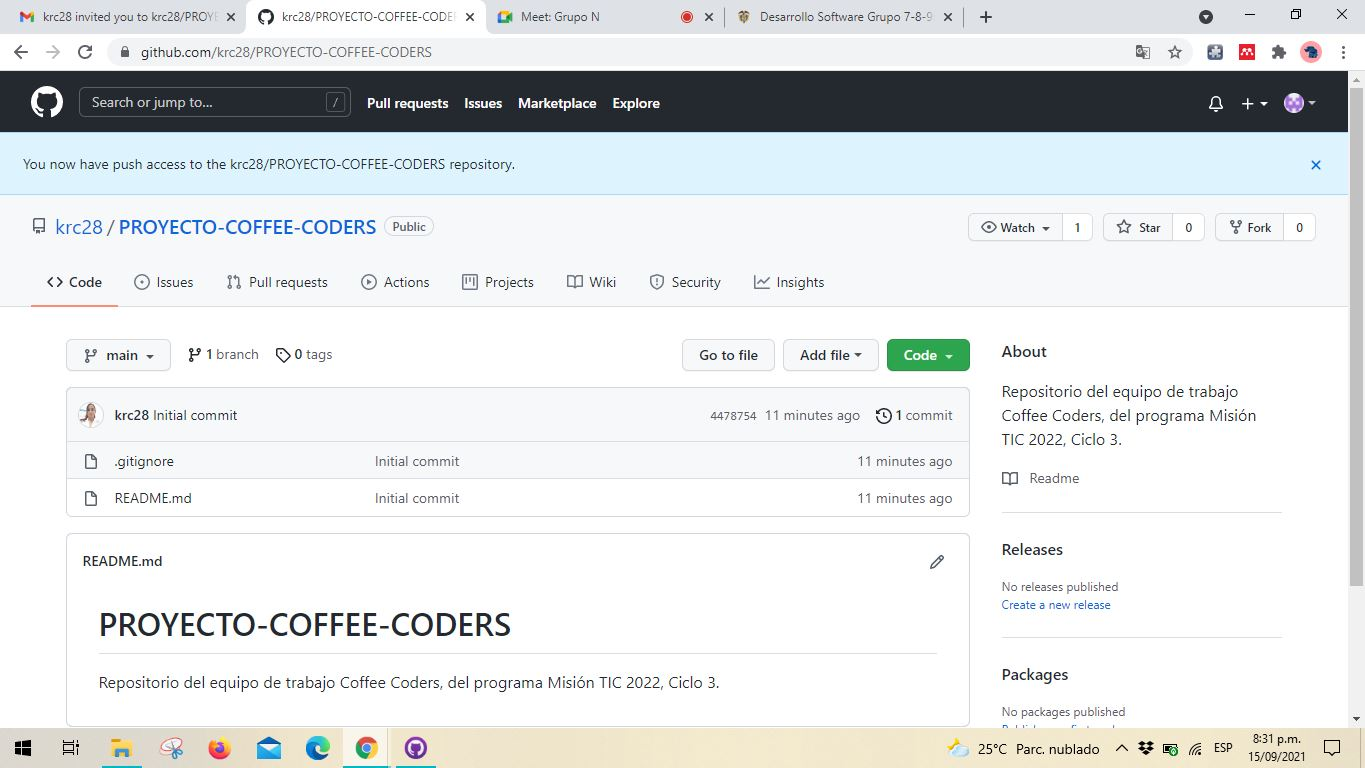 krc28 invited you to krc28/PROYE
krc28/PROYECTO-COFFEE-CODE
Meet: Grupo N
Desarrollo Software Grupo 7-8-9
github.com/krc28/PROYECTO-COFFEE-CODERS
Search or jump to...
/
Pull requests
Issues
Marketplace
Explore
You now have push access to the krc28/PROYECTO-COFFEE-CODERS repository.
krc28 / PROYECTO-COFFEE-CODERS
Public
Watch
1
Star
0
Fork
0
Code
Issues
Pull requests
Actions
Projects
Wiki
Security
Insights
main
1 branch
0 tags
Go to file
Add file
Code
krc28 Initial commit
4478754 11 minutes ago
1 commit
.gitignore
Initial commit
11 minutes ago
README.md
Initial commit
11 minutes ago
README.md
PROYECTO-COFFEE-CODERS
Repositorio del equipo de trabajo Coffee Coders, del programa Misión TIC 2022, Ciclo 3.
About
Repositorio del equipo de trabajo
Coffee Coders, del programa Misión
TIC 2022, Ciclo 3.
Readme
Releases
No releases published
Create a new release
Packages
No packages published
25°C Parc. nublado
ESP
8:31 p.m.
15/09/2021